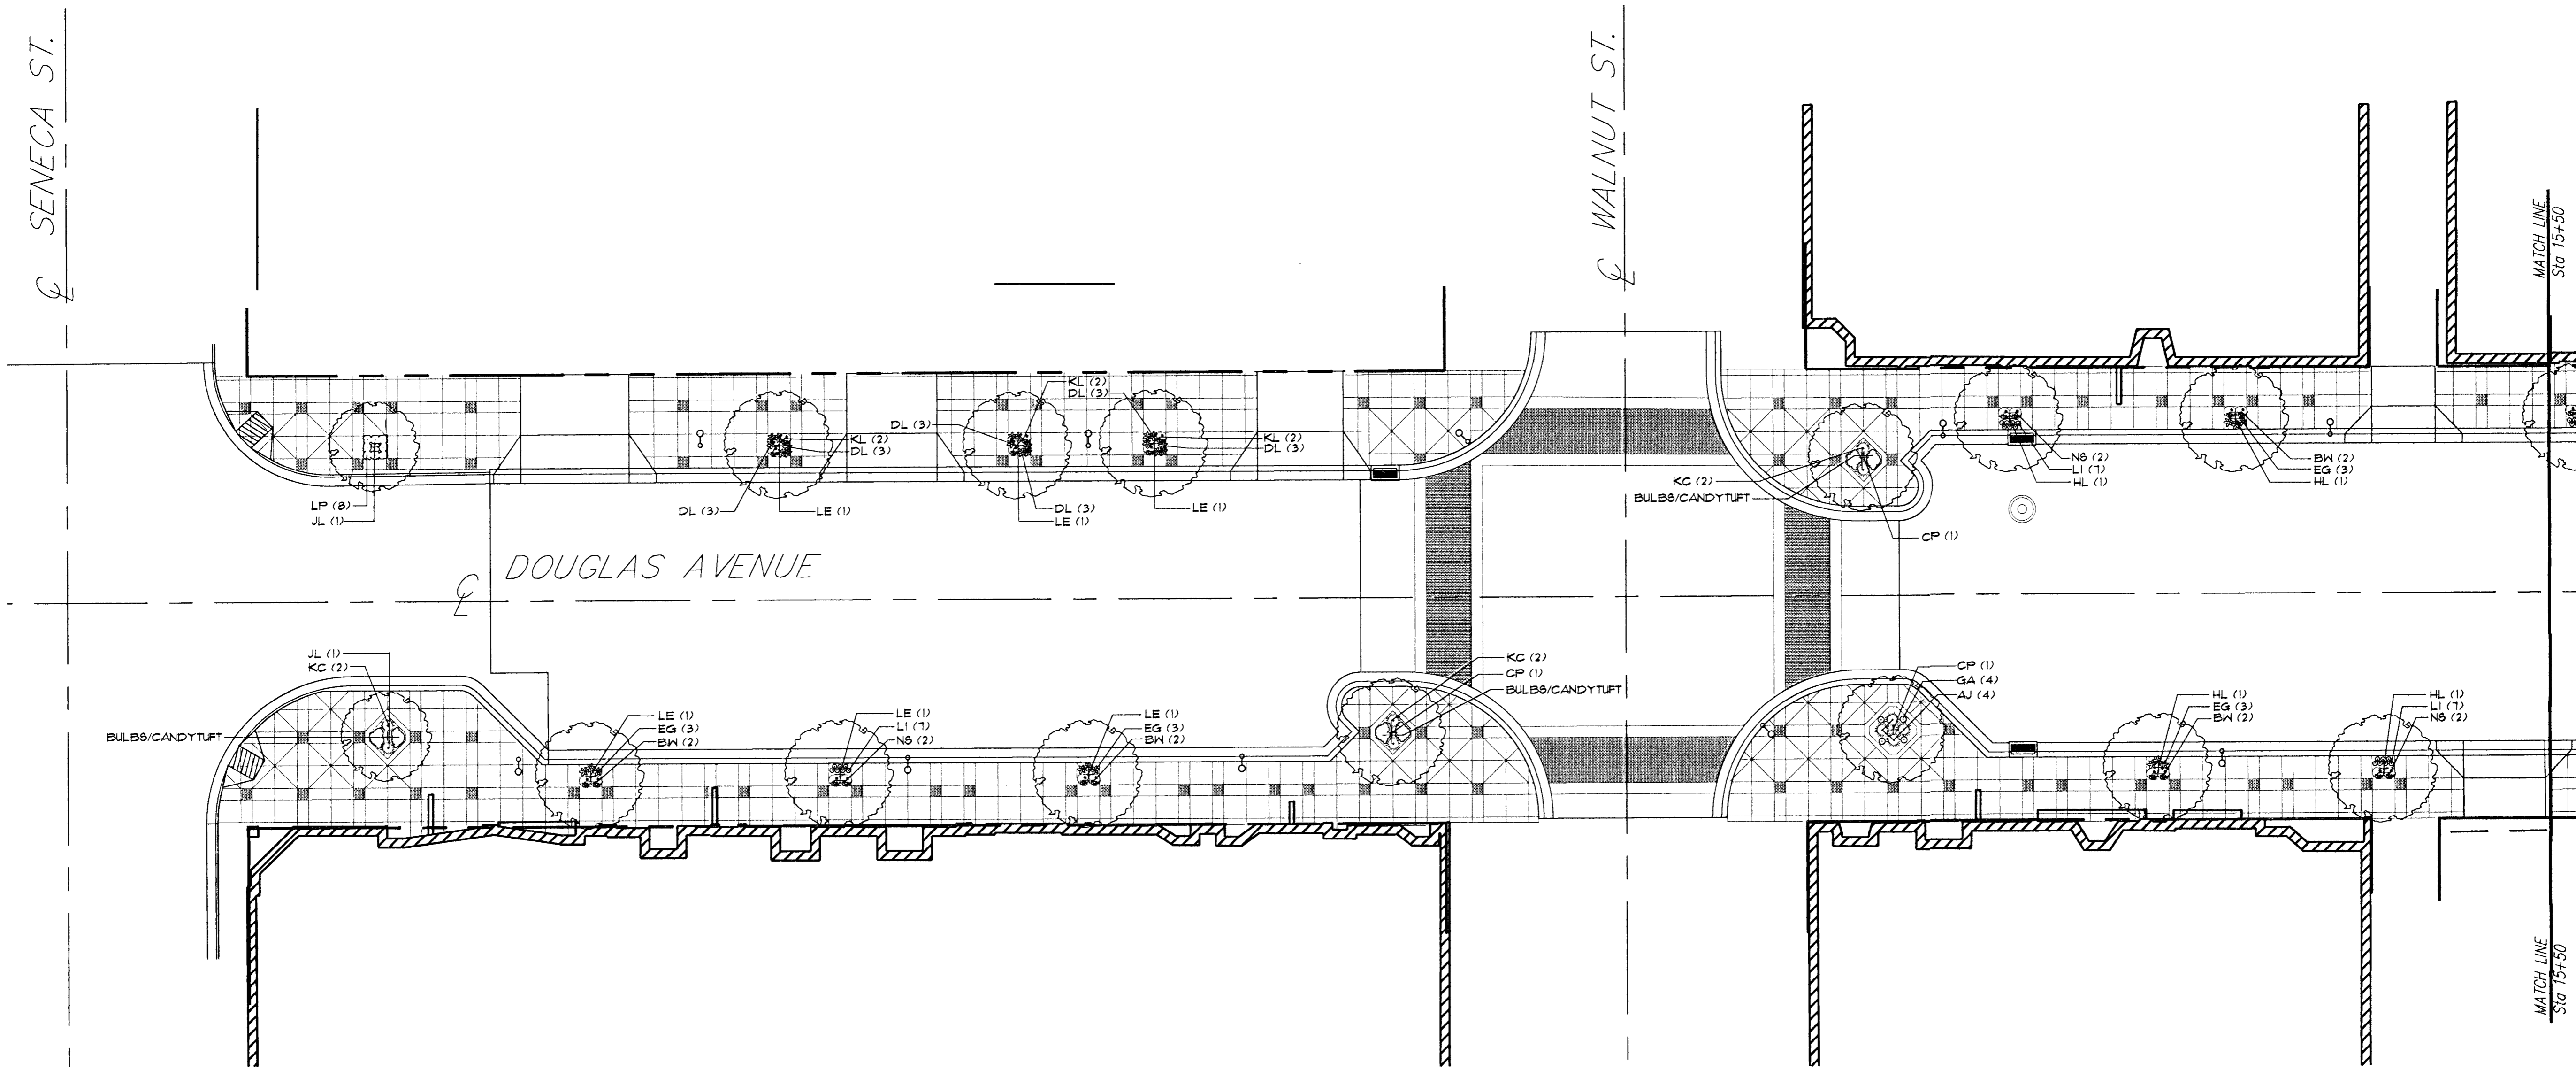 SENECA ST.
WALNUT ST.
MATCH LINE
Sta 15+50
KL (2)
DL (3)
DL (3)
KL (2)
DL (3)
KL (2)
DL (3)
LP (8)
JL (1)
DL (3)
LE (1)
DL (3)
LE (1)
LE (1)
KC (2)
BULBS/CANDYTUFT
CP (1)
NS (2)
LI (7)
HL (1)
BW (2)
EG (3)
HL (1)
DOUGLAS AVENUE
JL (1)
KC (2)
BULBS/CANDYTUFT
LE (1)
EG (3)
BW (2)
LE (1)
LI (7)
NS (2)
LE (1)
EG (3)
BW (2)
KC (2)
CP (1)
BULBS/CANDYTUFT
CP (1)
GA (4)
AJ (4)
HL (1)
EG (3)
BW (2)
HL (1)
LI (7)
NS (2)
MATCH LINE
Sta 15+50